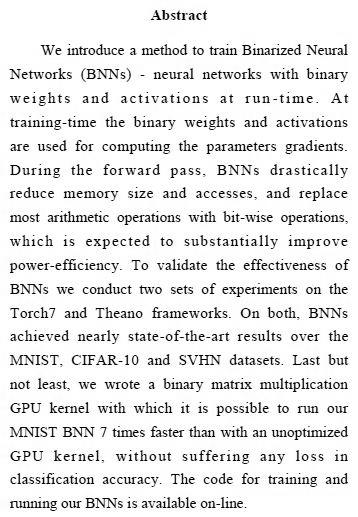 Abstract
We introduce a method to train Binarized Neural
Networks (BNNs) - neural networks with binary
weights and activations at run-time. At
training-time the binary weights and activations
are used for computing the parameters gradients.
During the forward pass, BNNs drastically
reduce memory size and accesses, and replace
most arithmetic operations with bit-wise operations,
which is expected to substantially improve
power-efficiency. To validate the effectiveness of
BNNs we conduct two sets of experiments on the
Torch7 and Theano frameworks. On both, BNNs
achieved nearly state-of-the-art results over the
MNIST, CIFAR-10 and SVHN datasets. Last but
not least, we wrote a binary matrix multiplication
GPU kernel with which it is possible to run our
MNIST BNN 7 times faster than with an unoptimized
GPU kernel, without suffering any loss in
classification accuracy. The code for training and
running our BNNs is available on-line.